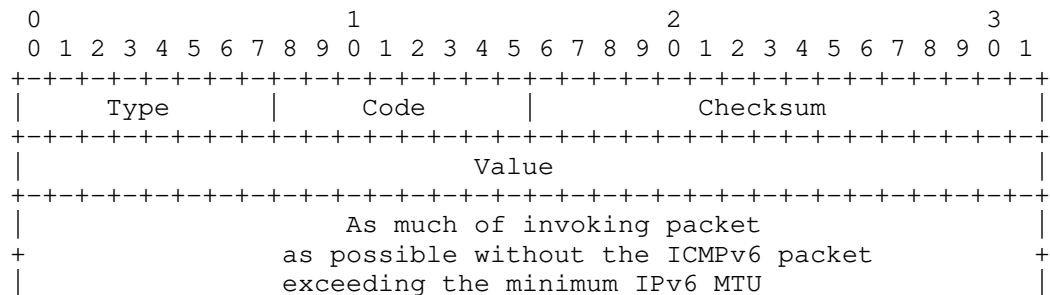 0                   1                   2                   3
 0 1 2 3 4 5 6 7 8 9 0 1 2 3 4 5 6 7 8 9 0 1 2 3 4 5 6 7 8 9 0 1
+-+-+-+-+-+-+-+-+-+-+-+-+-+-+-+-+-+-+-+-+-+-+-+-+-+-+-+-+-+-+-+-+
|     Type      |     Code      |          Checksum             |
+-+-+-+-+-+-+-+-+-+-+-+-+-+-+-+-+-+-+-+-+-+-+-+-+-+-+-+-+-+-+-+-+
|                            Value                              |
+-+-+-+-+-+-+-+-+-+-+-+-+-+-+-+-+-+-+-+-+-+-+-+-+-+-+-+-+-+-+-+-+
|                    As much of invoking packet                 |
+                as possible without the ICMPv6 packet          +
|                exceeding the minimum IPv6 MTU                 |